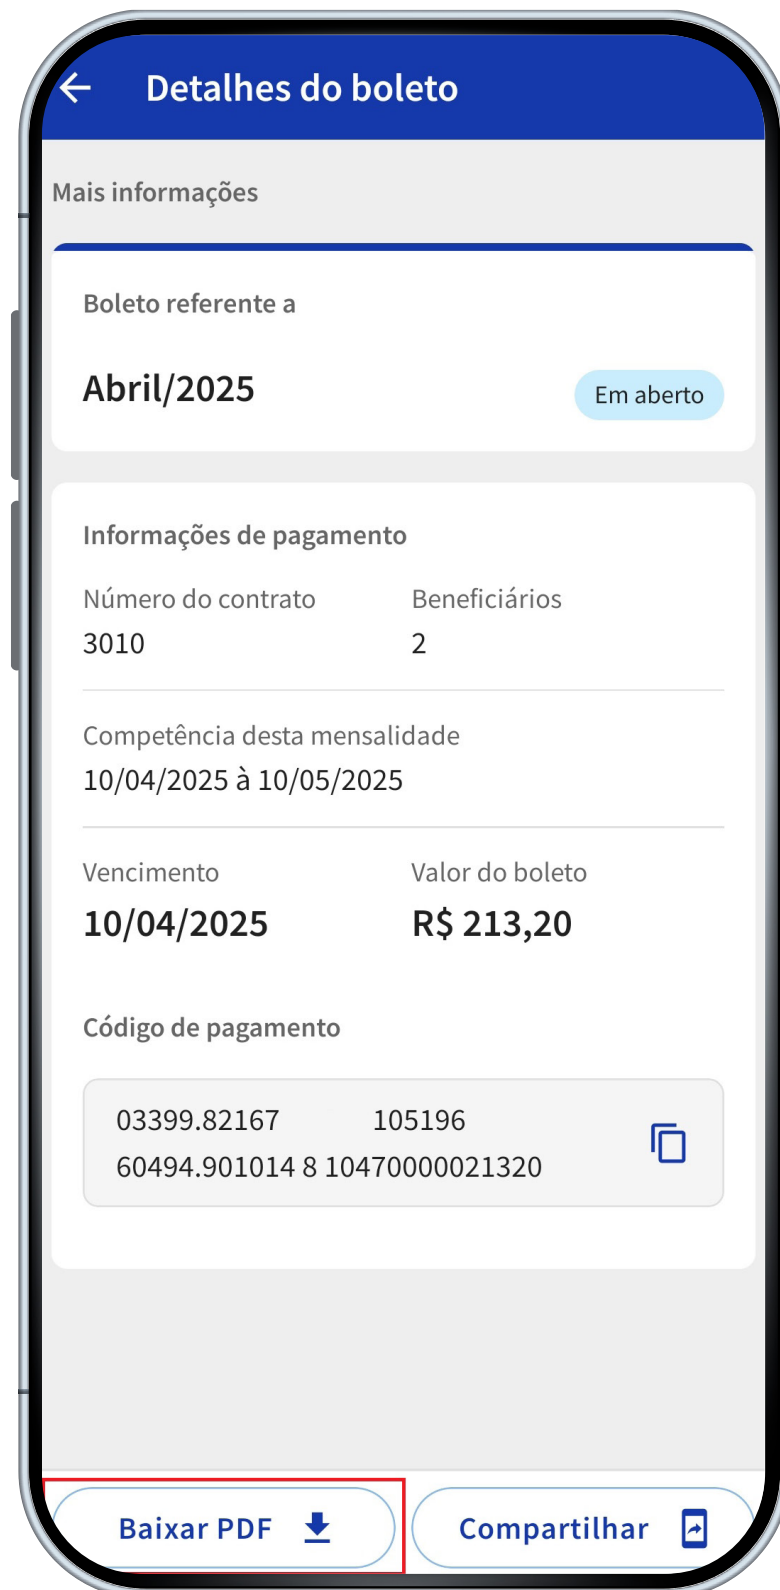 Detalhes do boleto
Mais informações
Boleto referente a
Abril/2025
Em aberto
Informações de pagamento
Número do contrato
Beneficiários
3010
2
Competência desta mensalidade
10/04/2025 à 10/05/2025
Vencimento
Valor do boleto
10/04/2025
R$ 213,20
Código de pagamento
03399.82167 105196
60494.901014 8 10470000021320
Baixar PDF
Compartilhar